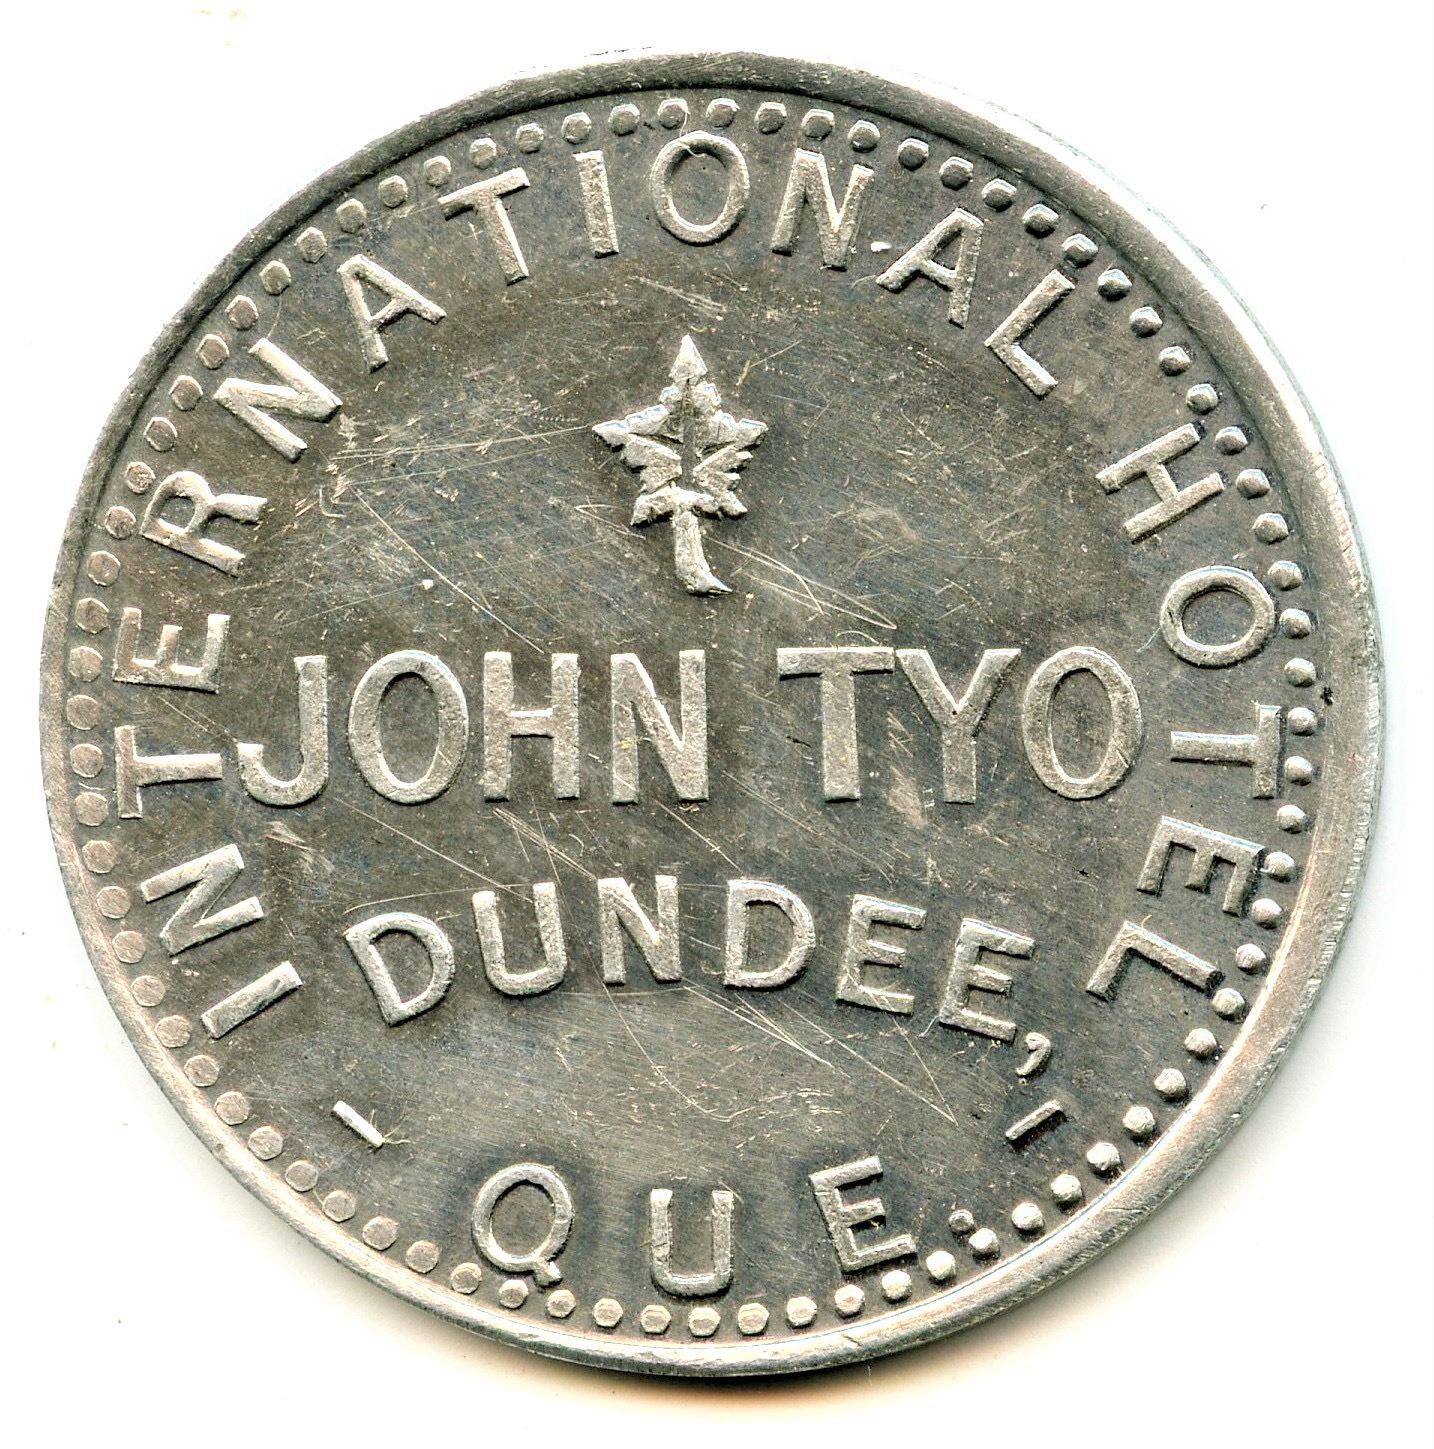 INTERNATIONAL HOTEL
JOHN TYO
DUNDEE,
- QUE. -